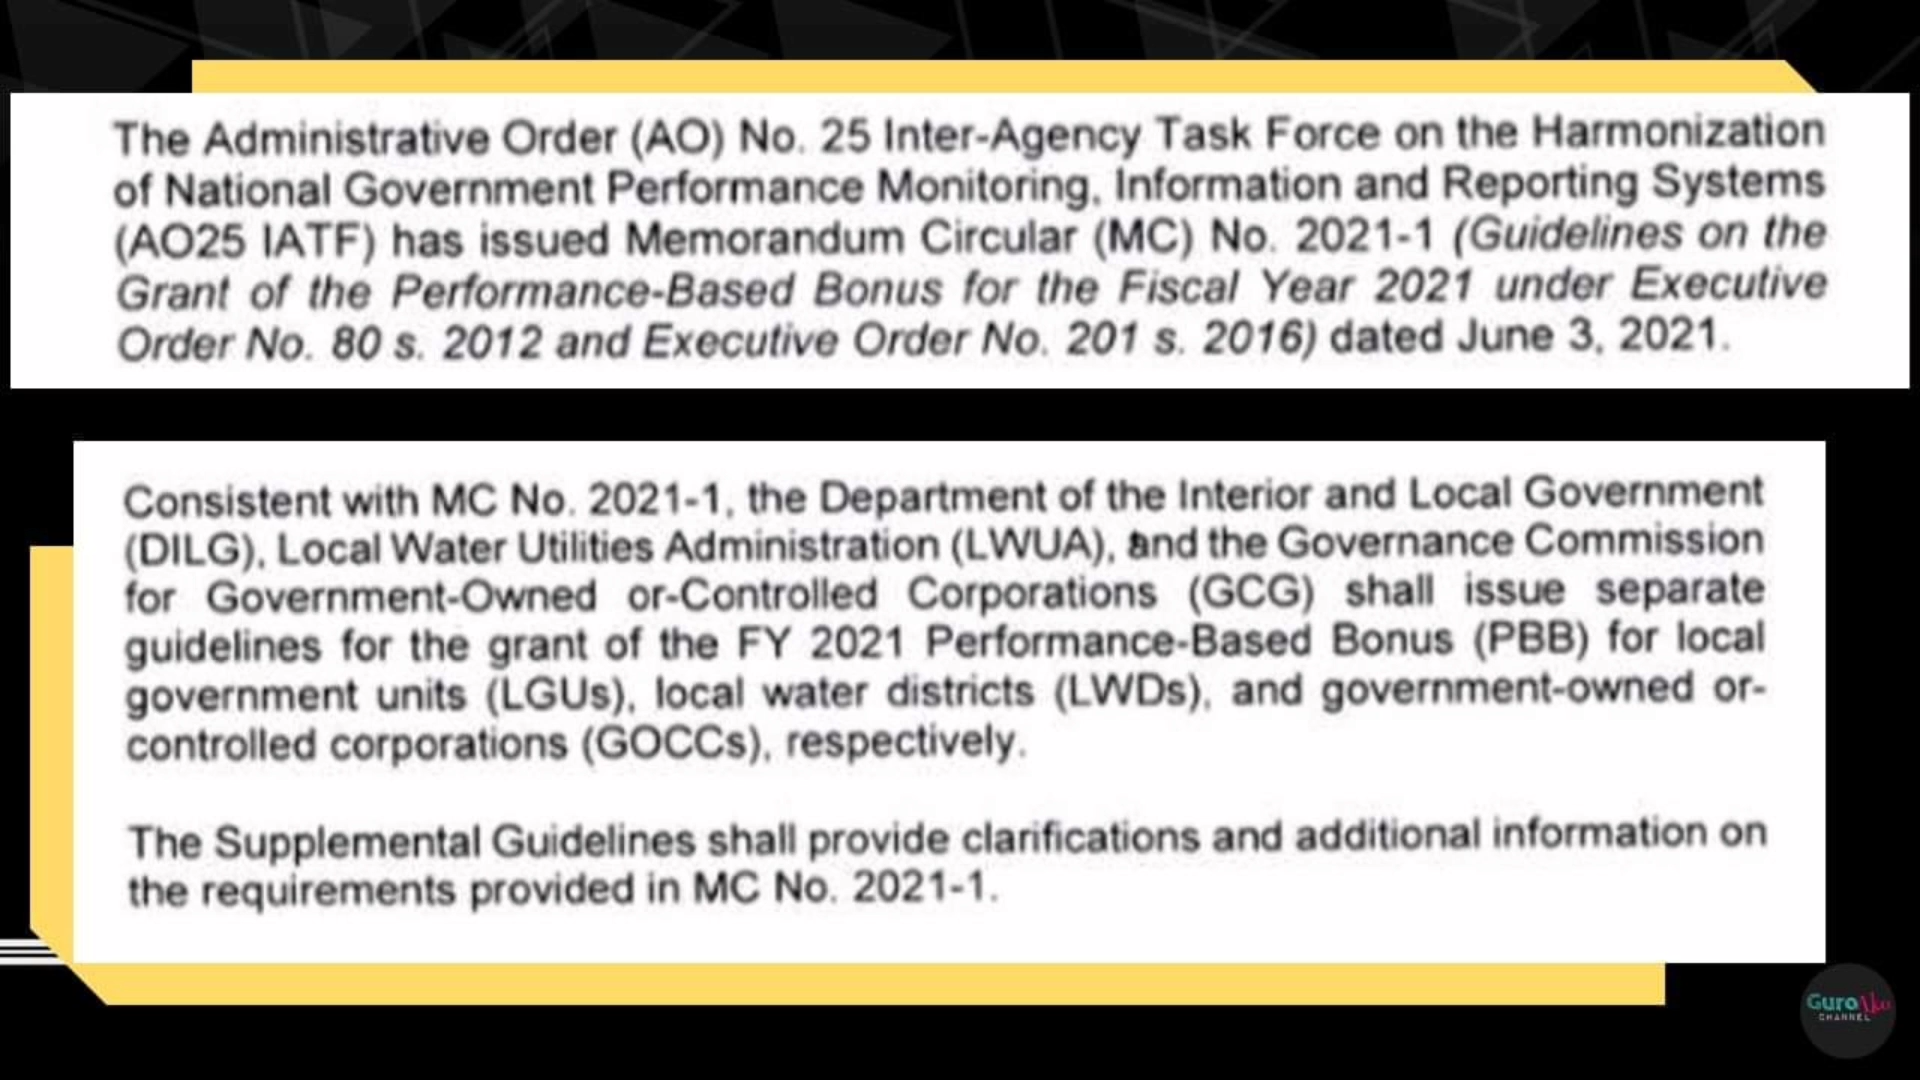 The Administrative Order (AO) No. 25 Inter-Agency Task Force on the Harmonization
of National Government Performance Monitoring, Information and Reporting Systems
(AO25 IATF) has issued Memorandum Circular (MC) No. 2021-1 (Guidelines on the
Grant of the Performance-Based Bonus for the Fiscal Year 2021 under Executive
Order No. 80 s. 2012 and Executive Order No. 201 s. 2016) dated June 3, 2021.
Consistent with MC No. 2021-1, the Department of the Interior and Local Government
(DILG), Local Water Utilities Administration (LWUA), and the Governance Commission
for Government-Owned or-Controlled Corporations (GCG) shall issue separate
guidelines for the grant of the FY 2021 Performance-Based Bonus (PBB) for local
government units (LGUs), local water districts (LWDs), and government-owned or-
controlled corporations (GOCCs), respectively.
The Supplemental Guidelines shall provide clarifications and additional information on
the requirements provided in MC No. 2021-1.
GuroAko
CHANNEL